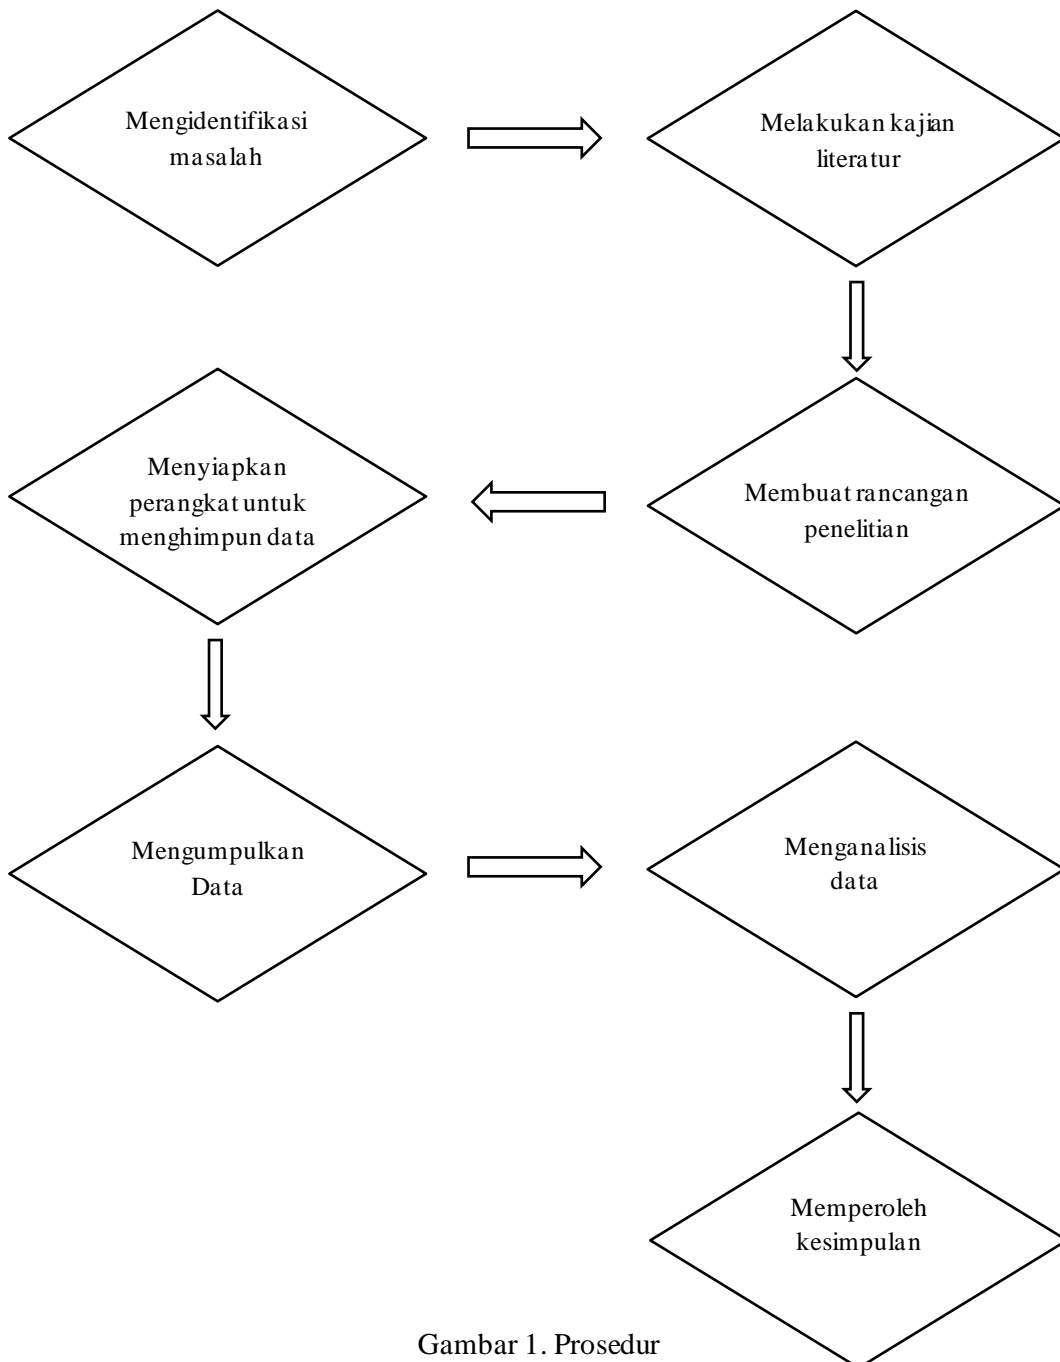 Mengidentifikasi
masalah
Melakukan kajian
literatur
Membuat rancangan
penelitian
Menyiapkan
perangkat untuk
menghimpun data
Mengumpulkan
Data
Menganalisis
data
Memperoleh
kesimpulan
Gambar 1. Prosedur